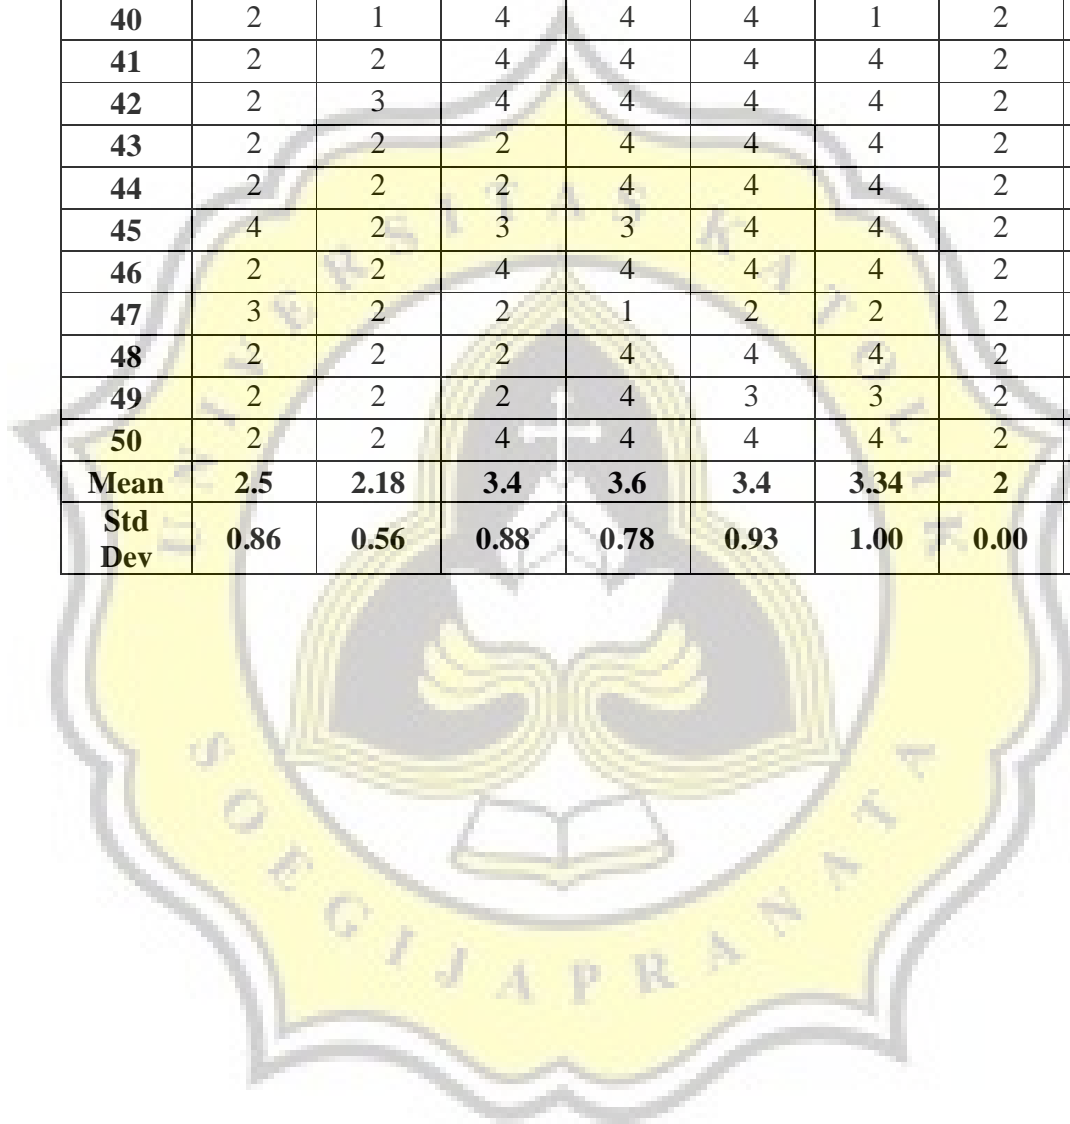 40 2 1 4 4 4 1 2
41 2 2 4 4 4 4 2
42 2 3 4 4 4 4 2
43 2 2 2 4 4 4 2
44 2 2 2 4 4 4 2
45 4 2 3 3 4 4 2
46 2 2 4 4 4 4 2
47 3 2 2 1 2 2 2
48 2 2 2 4 4 4 2
49 2 2 2 4 3 3 2
50 2 2 4 4 4 4 2
Mean 2.5 2.18 3.4 3.6 3.4 3.34 2
Std Dev 0.86 0.56 0.88 0.78 0.93 1.00 0.00
UNIVERSITAS KATOLIK
SOEGIJAPRANATA